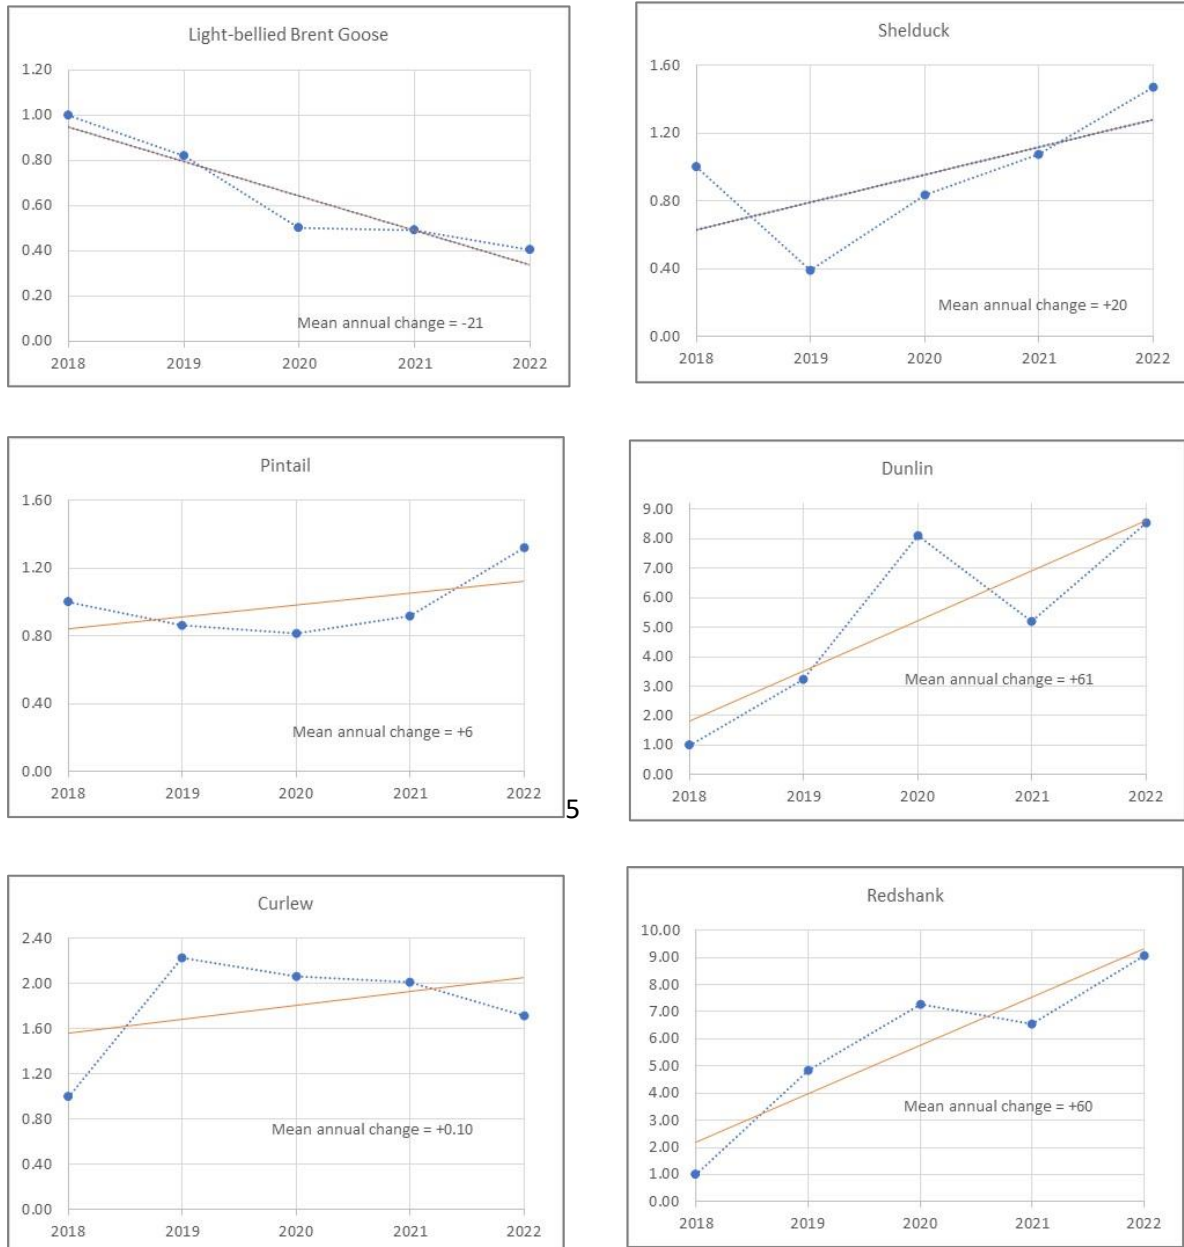 Light-bellied Brent Goose
1.20
1.00
0.80
0.60
0.40
0.20
0.00
Mean annual change = -21
2018 2019 2020 2021 2022
Shelduck
1.60
1.20
0.80
0.40
0.00
Mean annual change = +20
2018 2019 2020 2021 2022
Pintail
1.60
1.20
0.80
0.40
0.00
Mean annual change = +6
2018 2019 2020 2021 2022
5
Dunlin
9.00
8.00
7.00
6.00
5.00
4.00
3.00
2.00
1.00
0.00
Mean annual change = +61
2018 2019 2020 2021 2022
Curlew
2.40
2.00
1.60
1.20
0.80
0.40
0.00
Mean annual change = +0.10
2018 2019 2020 2021 2022
Redshank
10.00
9.00
8.00
7.00
6.00
5.00
4.00
3.00
2.00
1.00
0.00
Mean annual change = +60
2018 2019 2020 2021 2022